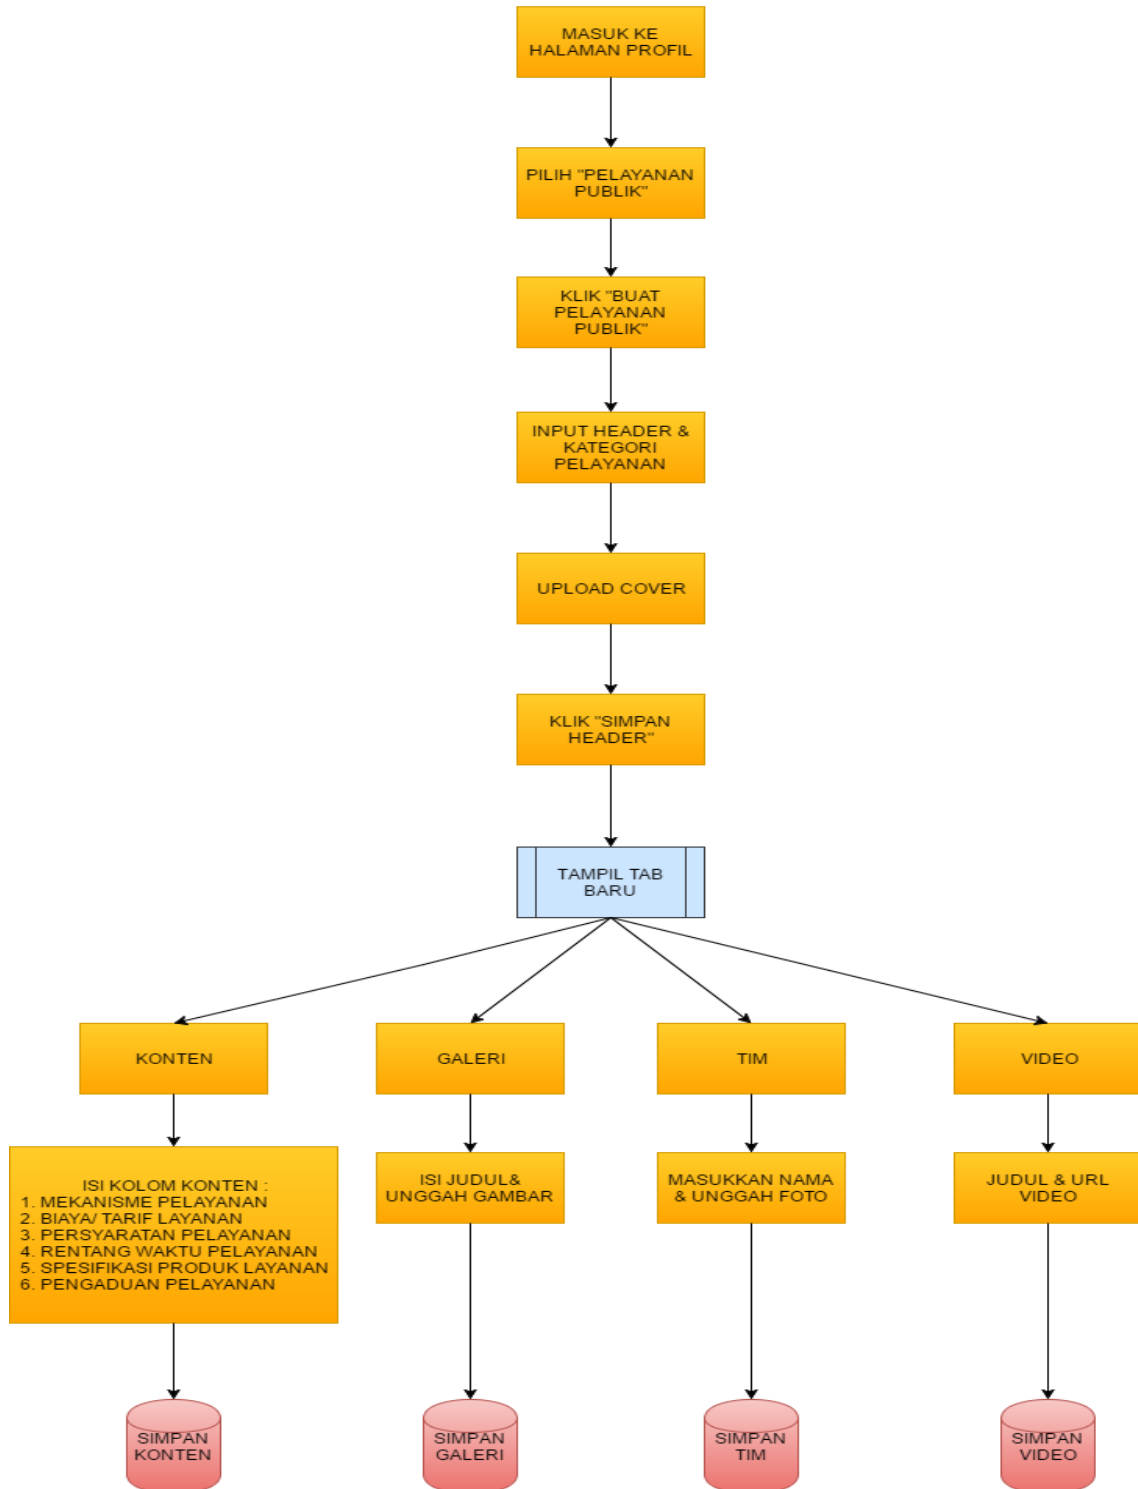 MASUK KE
HALAMAN PROFIL
PILIH "PELAYANAN
PUBLIK"
KLIK "BUAT
PELAYANAN
PUBLIK"
INPUT HEADER &
KATEGORI
PELAYANAN
UPLOAD COVER
KLIK "SIMPAN
HEADER"
TAMPIL TAB
BARU
KONTEN
GALERI
TIM
VIDEO
ISI KOLOM KONTEN :
1. MEKANISME PELAYANAN
2. BIAYA/ TARIF LAYANAN
3. PERSYARATAN PELAYANAN
4. RENTANG WAKTU PELAYANAN
5. SPESIFIKASI PRODUK LAYANAN
6. PENGADUAN PELAYANAN
ISI JUDUL&
UNGGAH GAMBAR
MASUKKAN NAMA
& UNGGAH FOTO
JUDUL & URL
VIDEO
SIMPAN
KONTEN
SIMPAN
GALERI
SIMPAN
TIM
SIMPAN
VIDEO